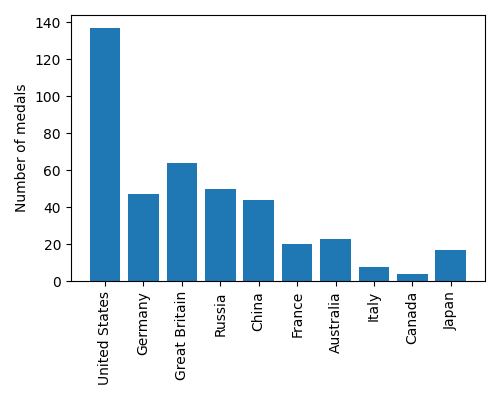 Number of medals
140
120
100
80
60
40
20
0
United States
Germany
Great Britain
Russia
China
France
Australia
Italy
Canada
Japan